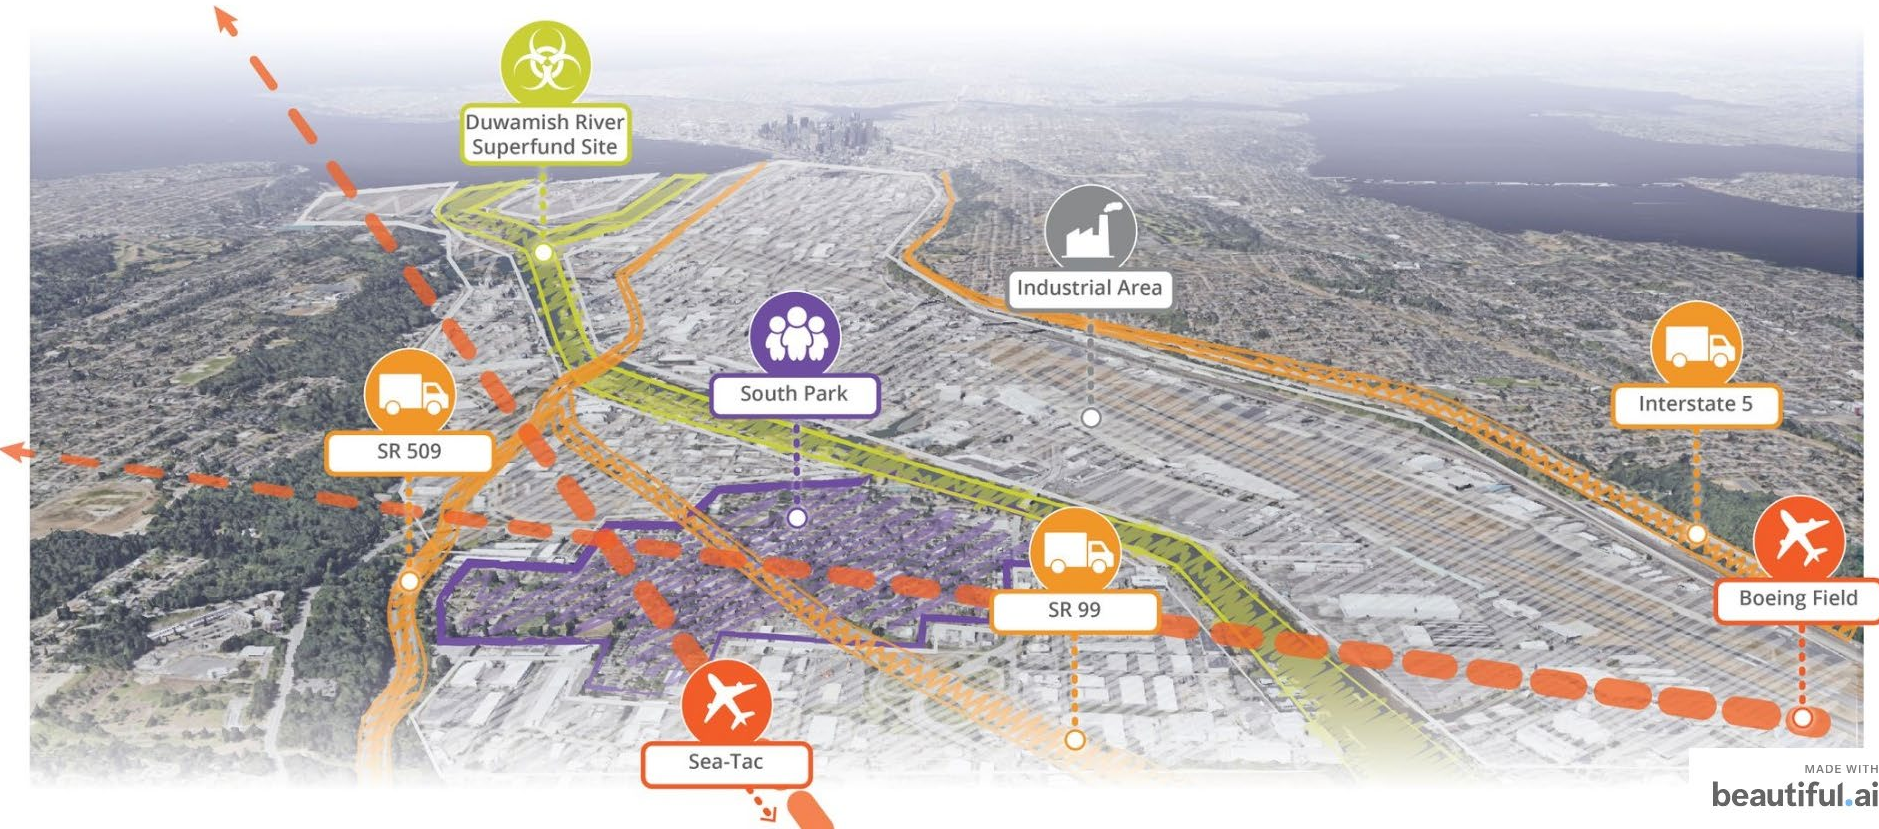 Duwamish River
Superfund Site
Industrial Area
South Park
Interstate 5
SR 509
SR 99
Boeing Field
Sea-Tac
MADE WITH
beautiful.ai